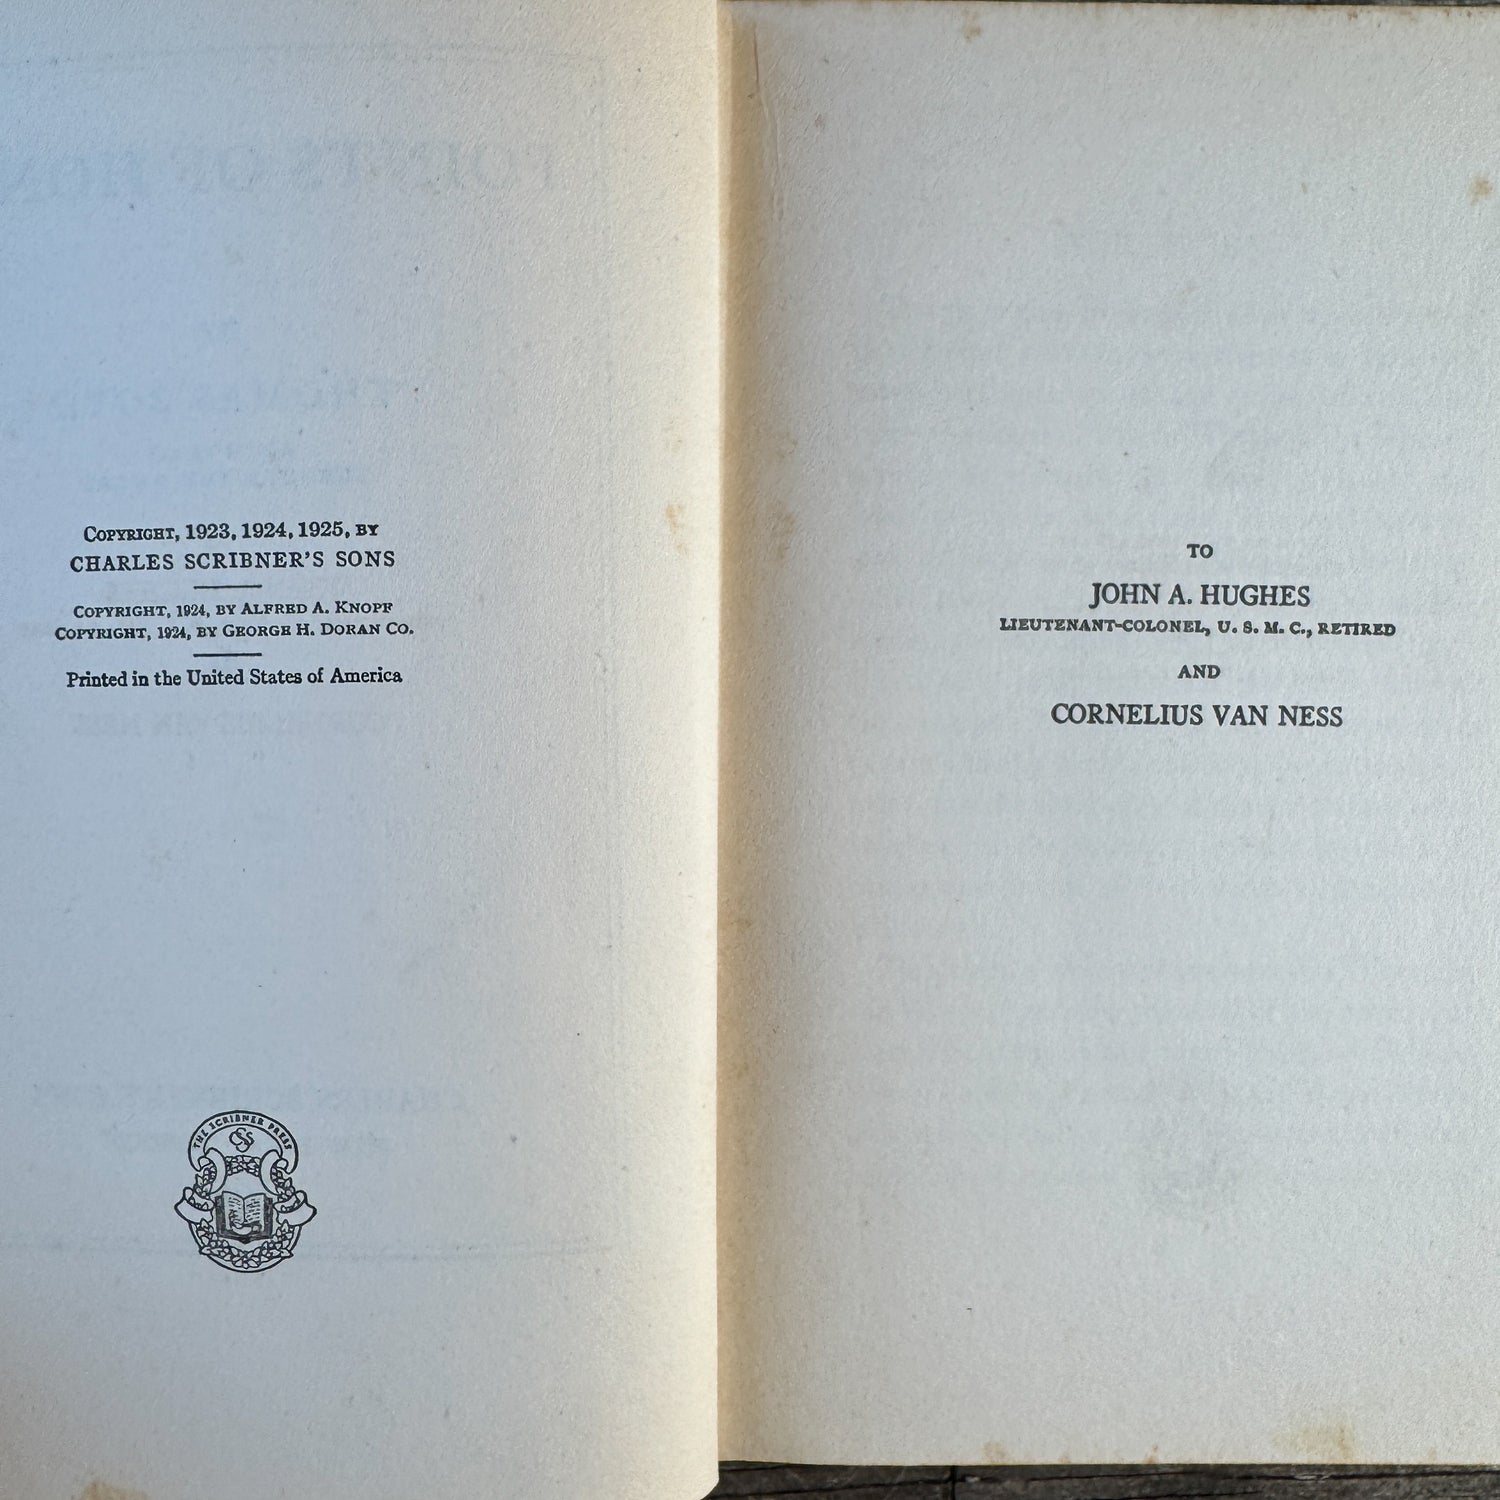 COPYRIGHT, 1923, 1924, 1925, BY
CHARLES SCRIBNER'S SONS
COPYRIGHT, 1924, BY ALFRED A. KNOPF
COPYRIGHT, 1924, BY GEORGE H. DORAN CO.
Printed in the United States of America
THE SCRIBNER PRESS
CSS
TO
JOHN A. HUGHES
LIEUTENANT-COLONEL, U. S. M. C., RETIRED
AND
CORNELIUS VAN NESS